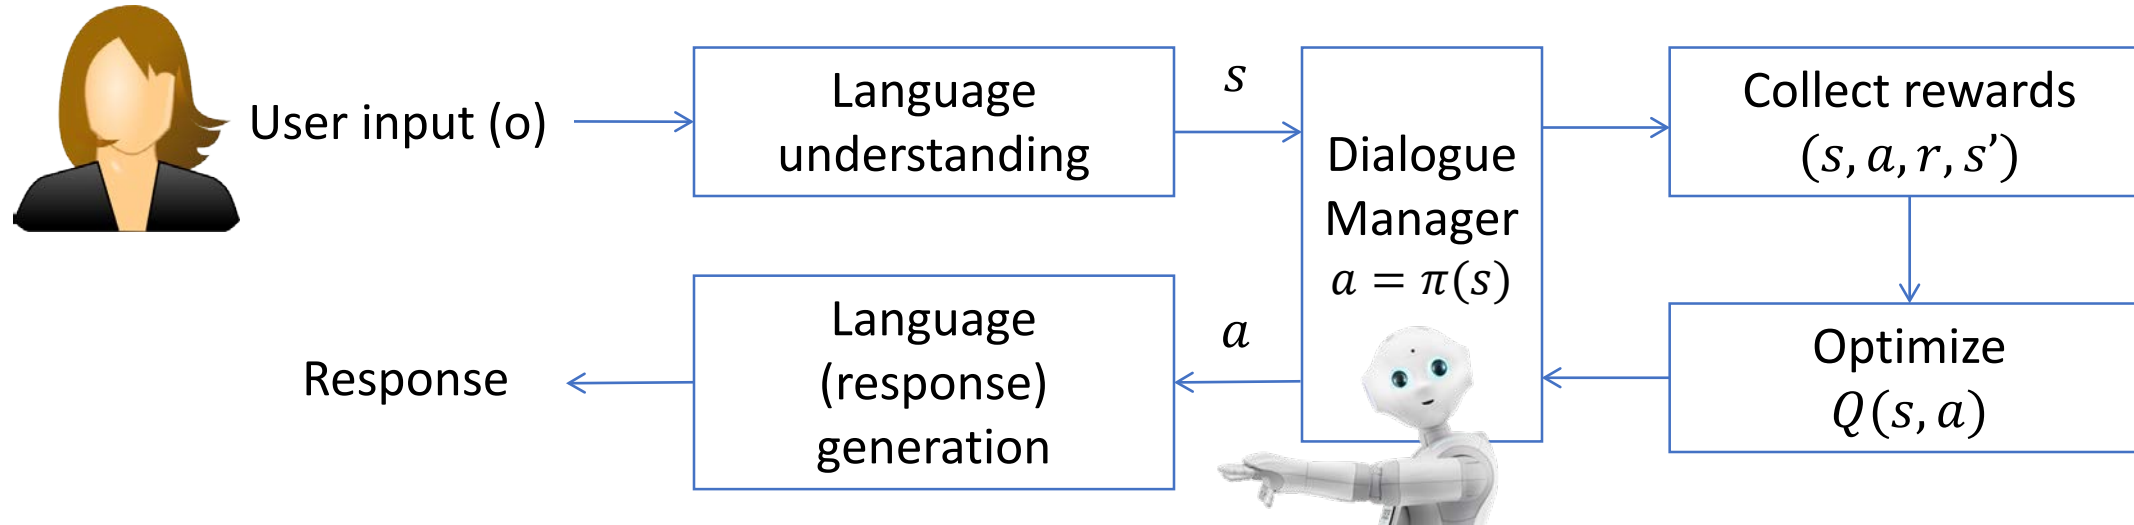 User input (o)
Language
understanding
s
Dialogue
Manager
a = π(s)
Collect rewards
(s, a, r, s’)
Optimize
Q(s, a)
a
Language
(response)
generation
Response